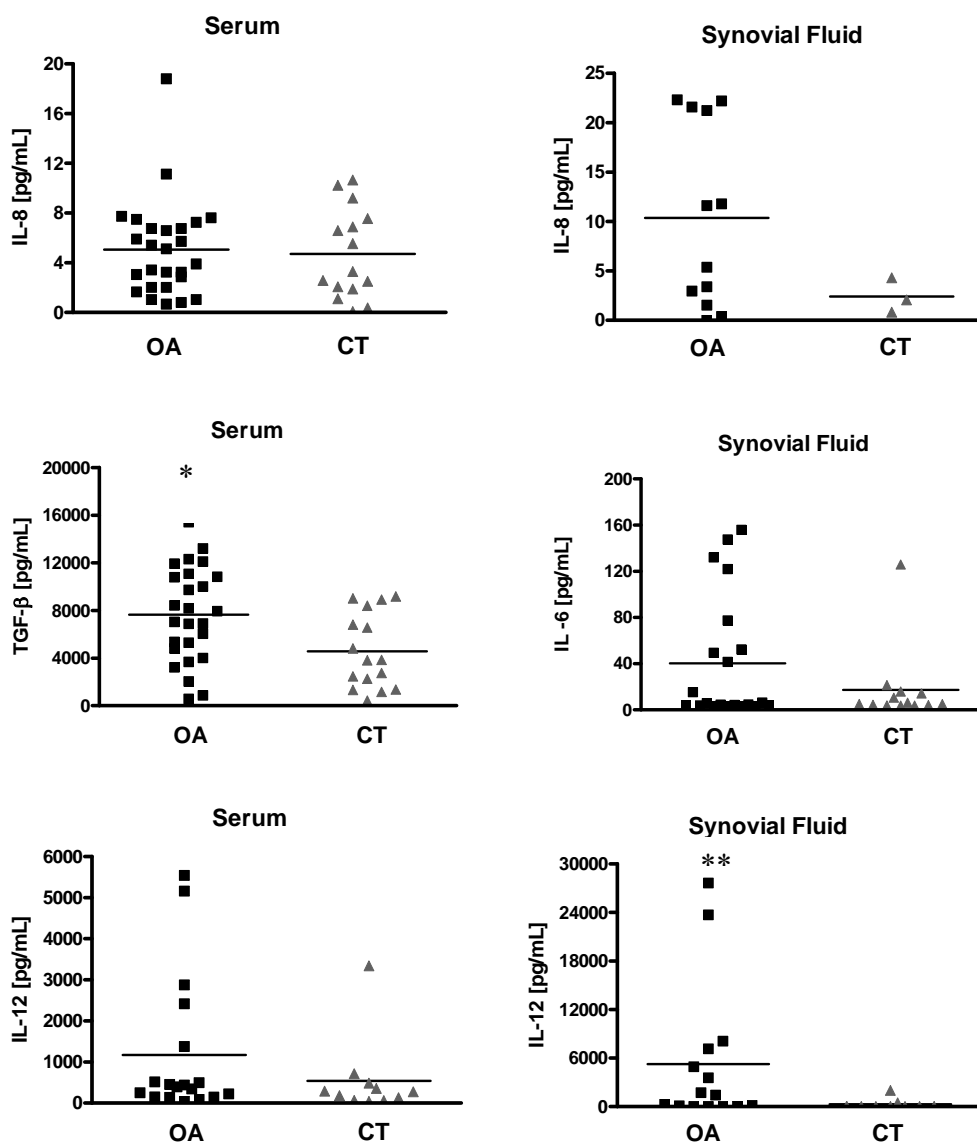 Serum
IL-8 [pg/mL]
20
16
12
8
4
0
OA CT
Synovial Fluid
IL-8 [pg/mL]
25
20
15
10
5
0
OA CT
Serum
TGF-β [pg/mL]
20000
16000
12000
8000
4000
0
*
OA CT
Synovial Fluid
IL -6 [pg/mL]
200
160
120
80
40
0
OA CT
Serum
IL-12 [pg/mL]
6000
5000
4000
3000
2000
1000
0
OA CT
Synovial Fluid
IL-12 [pg/mL]
30000
24000
18000
12000
6000
0
**
OA CT